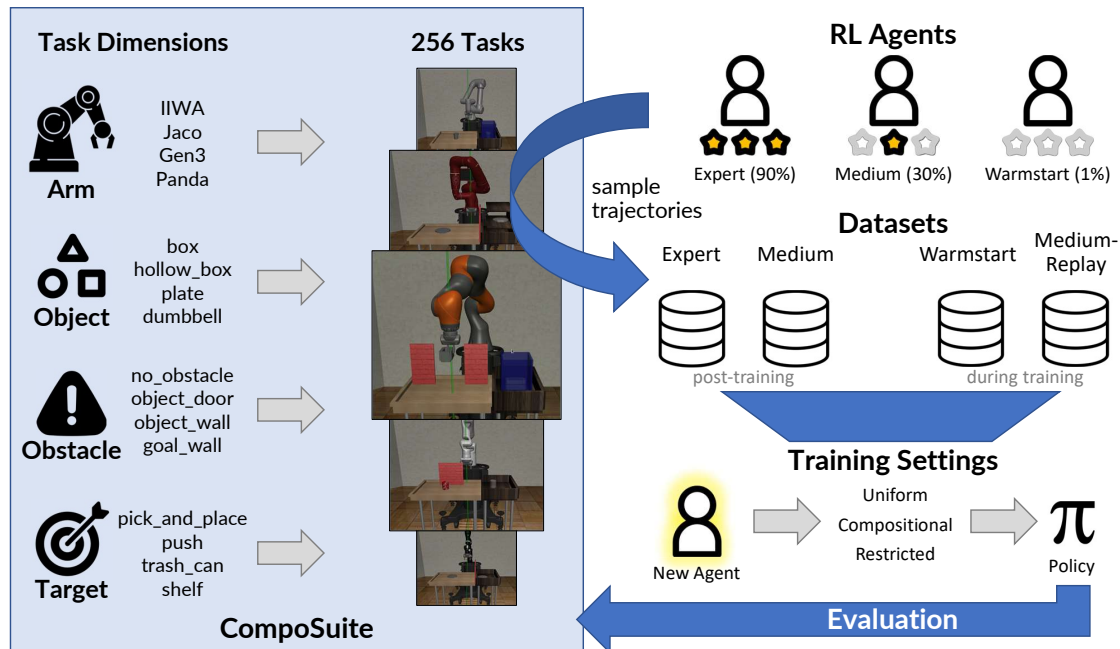 Task Dimensions
256 Tasks
IIWA
Jaco
Gen3
Panda
Arm
box
hollow_box
plate
dumbbell
Object
no_obstacle
object_door
object_wall
goal_wall
Obstacle
pick_and_place
push
trash_can
shelf
Target
CompoSuite
RL Agents
Expert (90%)
Medium (30%)
Warmstart (1%)
sample
trajectories
Datasets
Expert
Medium
Warmstart
Medium-
Replay
post-training
during training
Training Settings
Uniform
Compositional
Restricted
New Agent
π
Policy
Evaluation